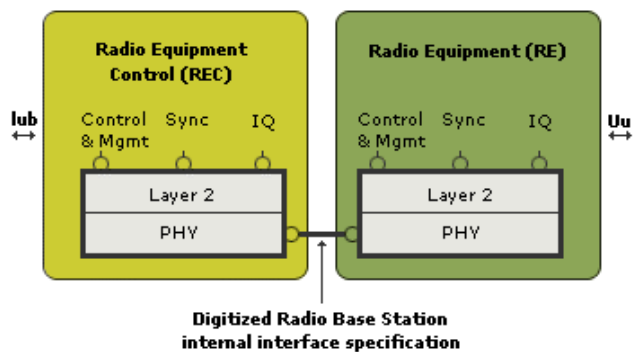 Radio Equipment
Control (REC)
Radio Equipment (RE)
Iub
Control
& Mgmt
Sync
IQ
Control
& Mgmt
Sync
IQ
Uu
Layer 2
PHY
Layer 2
PHY
Digitized Radio Base Station
internal interface specification